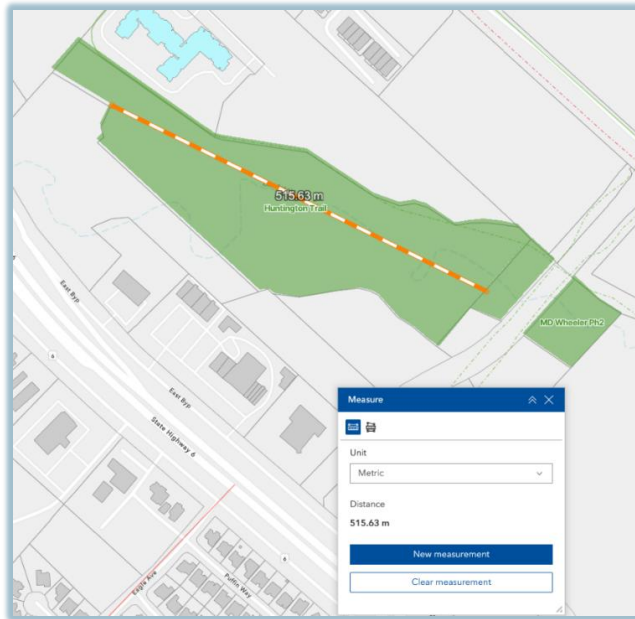 515.63 m
Huntington Trail
MD Wheeler Ph2
East Byp
6
East Byp
State Highway 6
Eagle Ave
Puffin Way
6
Measure
Unit
Metric
Distance
515.63 m
New measurement
Clear measurement